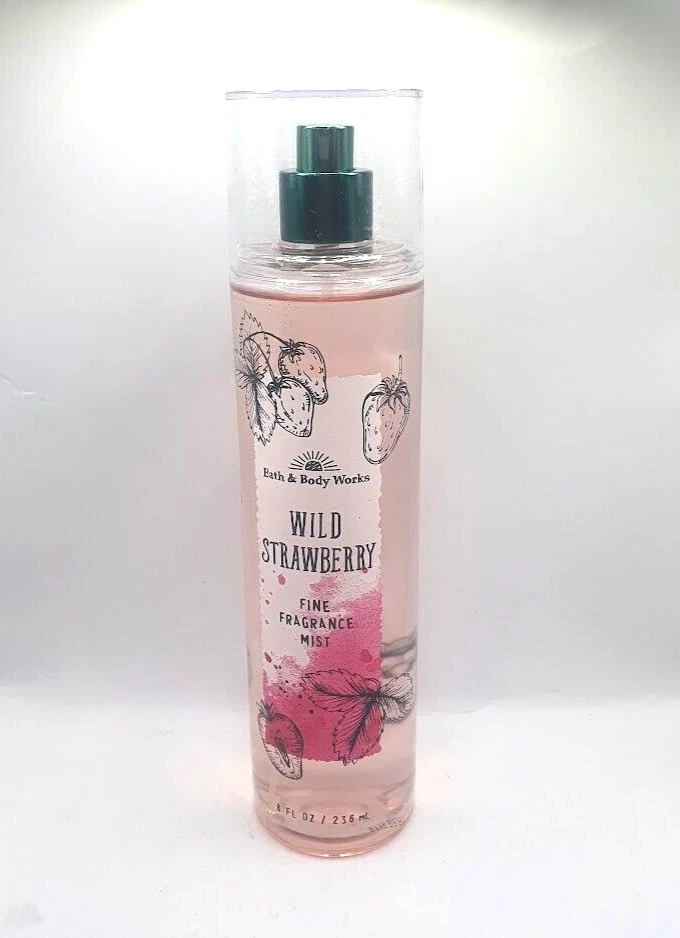 Bath & Body Works
WILD
STRAWBERRY
FINE
FRAGRANCE
MIST
8 FL OZ / 236 mL